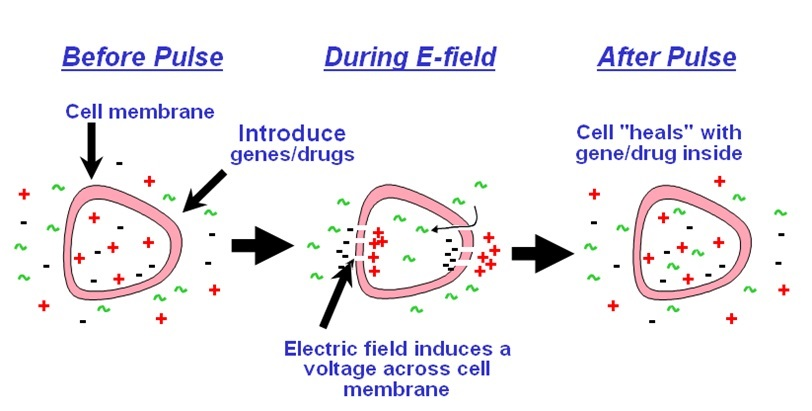 Before Pulse
During E-field
After Pulse
Cell membrane
Introduce
genes/drugs
Cell "heals" with
gene/drug inside
Electric field induces a
voltage across cell
membrane